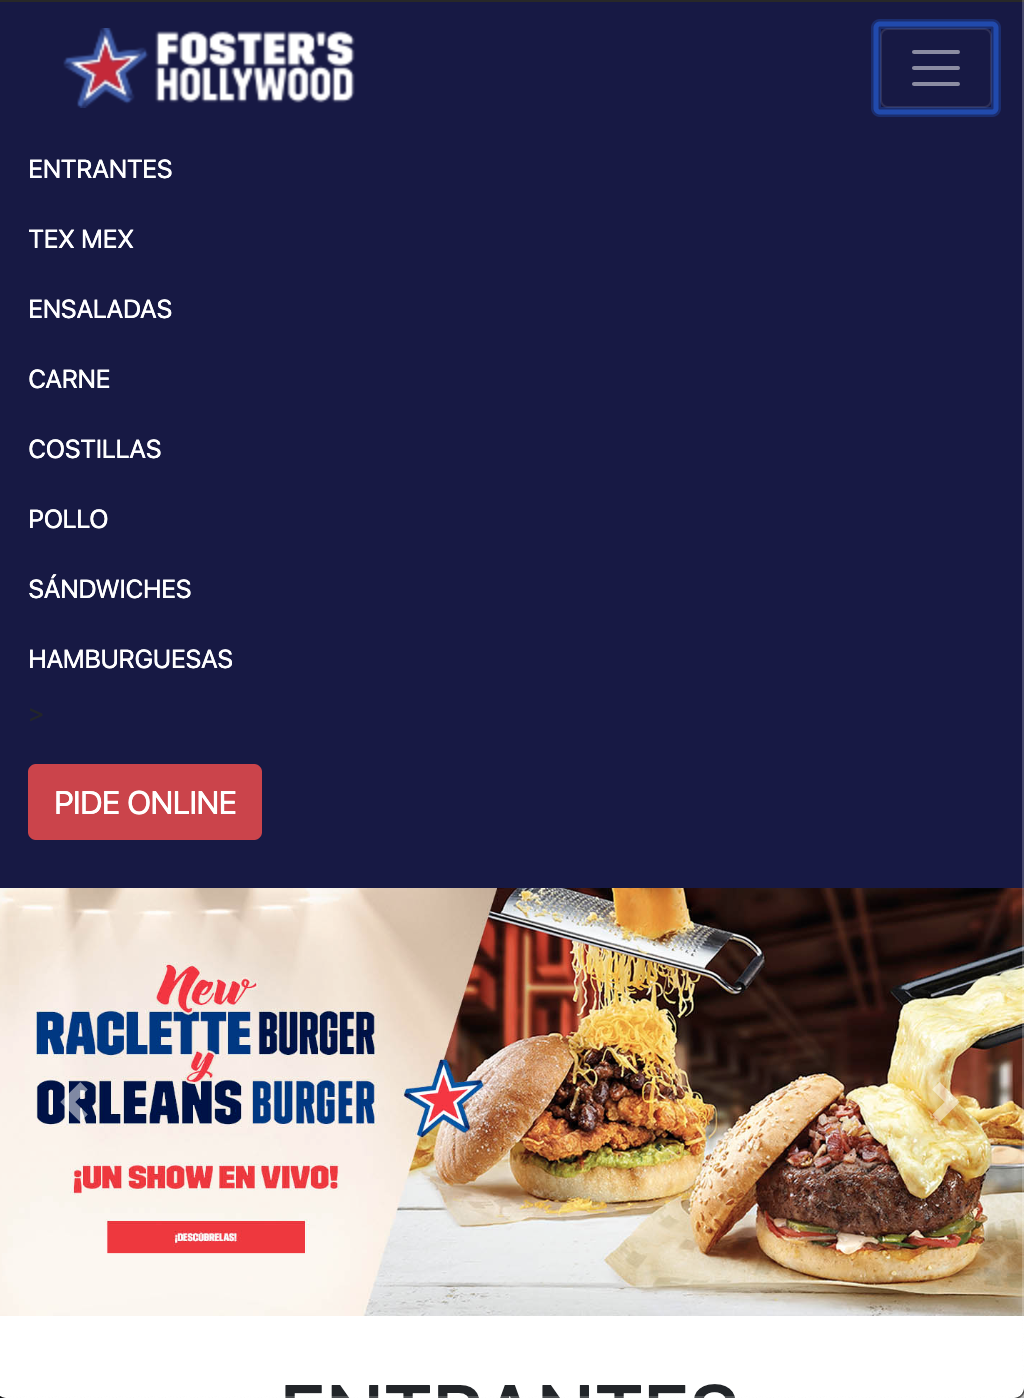 FOSTER'S
HOLLYWOOD
ENTRANTES
TEX MEX
ENSALADAS
CARNE
COSTILLAS
POLLO
SÁNDWICHES
HAMBURGUESAS
>
PIDE ONLINE
New
RACLETTE BURGER
y
ORLEANS BURGER
¡UN SHOW EN VIVO!
¡DESCÚBRELAS!
ENTRANTES